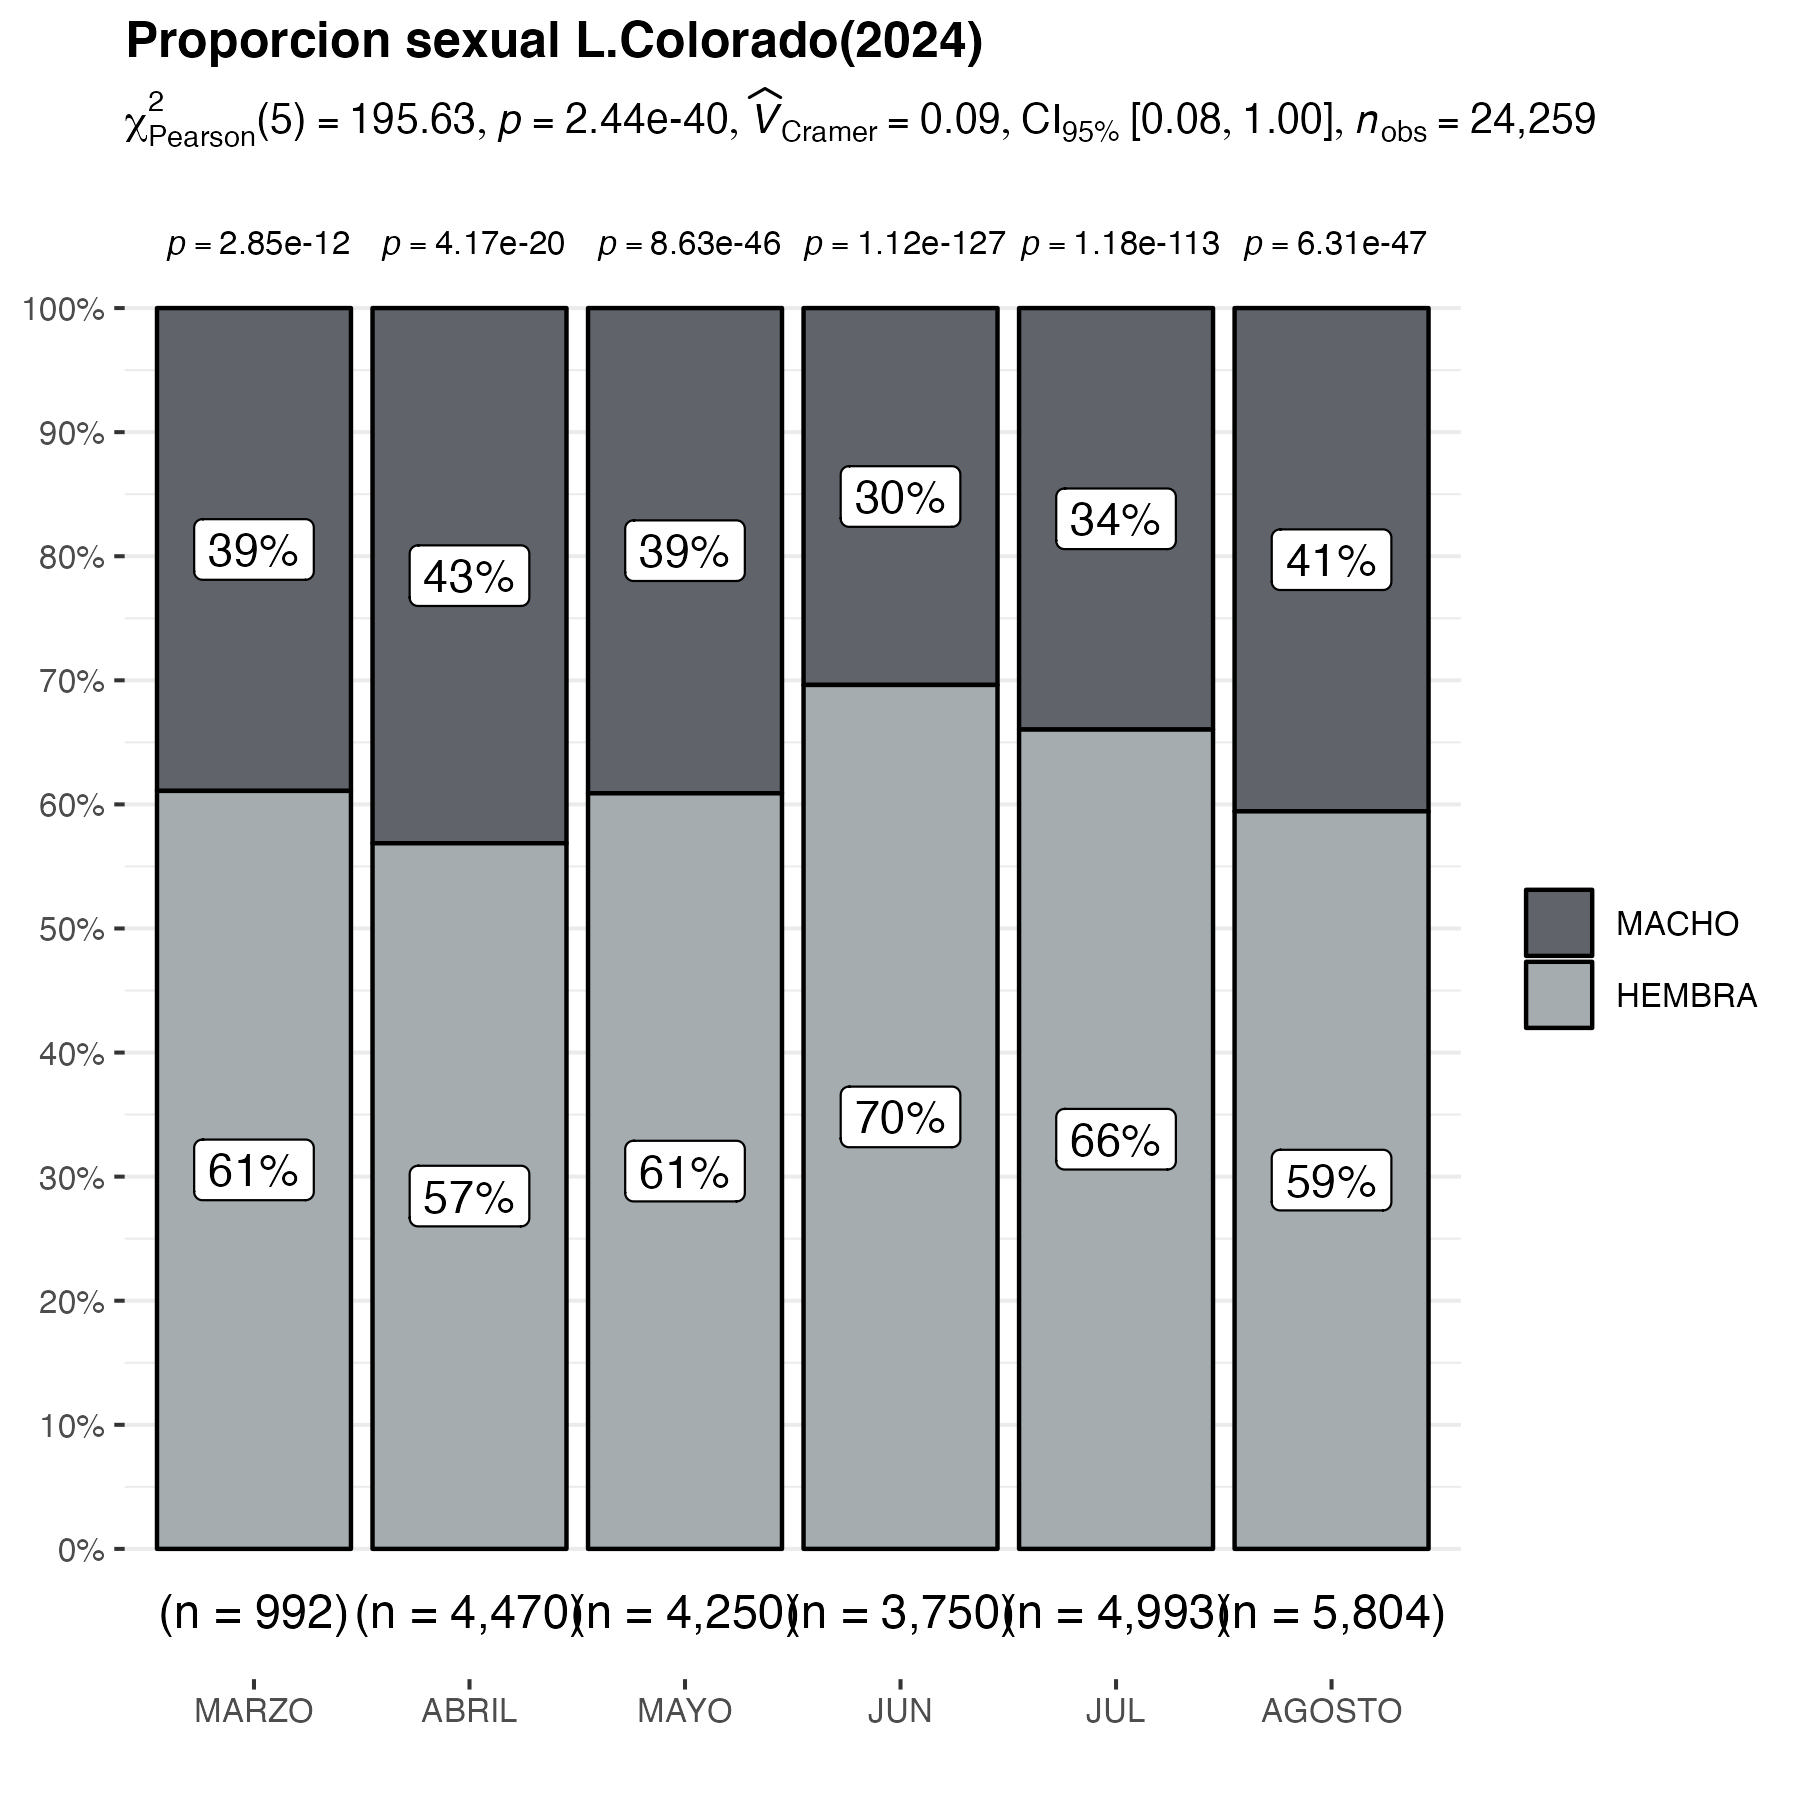 Proporcion sexual L.Colorado(2024)
χ²Pearson(5) = 195.63, p = 2.44e-40, V̂Cramer = 0.09, CI95% [0.08, 1.00], nobs = 24,259
p = 2.85e-12 p = 4.17e-20 p = 8.63e-46 p = 1.12e-127 p = 1.18e-113 p = 6.31e-47
100%
90%
80%
70%
60%
50%
40%
30%
20%
10%
0%
39% 43% 39% 30% 34% 41%
61% 57% 61% 70% 66% 59%
MACHO
HEMBRA
(n = 992) (n = 4,470) (n = 4,250) (n = 3,750) (n = 4,993) (n = 5,804)
MARZO ABRIL MAYO JUN JUL AGOSTO